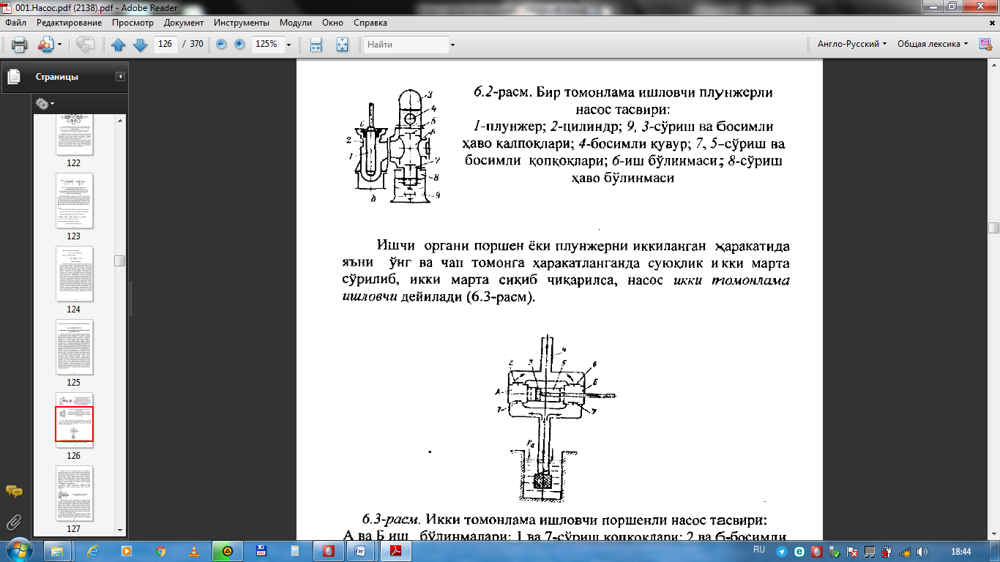 001.Насос.pdf (2138).pdf - Adobe Reader
Файл Редактирование Просмотр Документ Инструменты Модули Окно Справка
126 / 370 125% Найти Англо-Русский Общая лексика
Страницы
122
123
124
125
126
127
6.2-расм. Бир томонлама ишловчи плунжерли
насос тасвири:
1-плунжер; 2-цилиндр; 9, 3-сўриш ва босимли
ҳаво қалпоқлари; 4-босимли қувур; 7, 5-сўриш ва
босимли қопқоқлари; 6-иш бўлинмаси; 8-сўриш
ҳаво бўлинмаси
3
4
5
6
7
8
9
2
1
Ишчи органи поршен ёки плунжерни иккиланган ҳаракатида
яъни ўнг ва чап томонга ҳаракатланганда суюқлик икки марта
сўрилиб, икки марта сиқиб чиқарилса, насос икки томонлама
ишловчи дейилади (6.3-расм).
4
2 3 5 6
А Б
1 7
6.3-расм. Икки томонлама ишловчи поршенли насос тасвири:
А ва Б иш бўлинмалари; 1 ва 7-сўриш қопқоқлари; 2 ва 6-босимли
RU 18:44